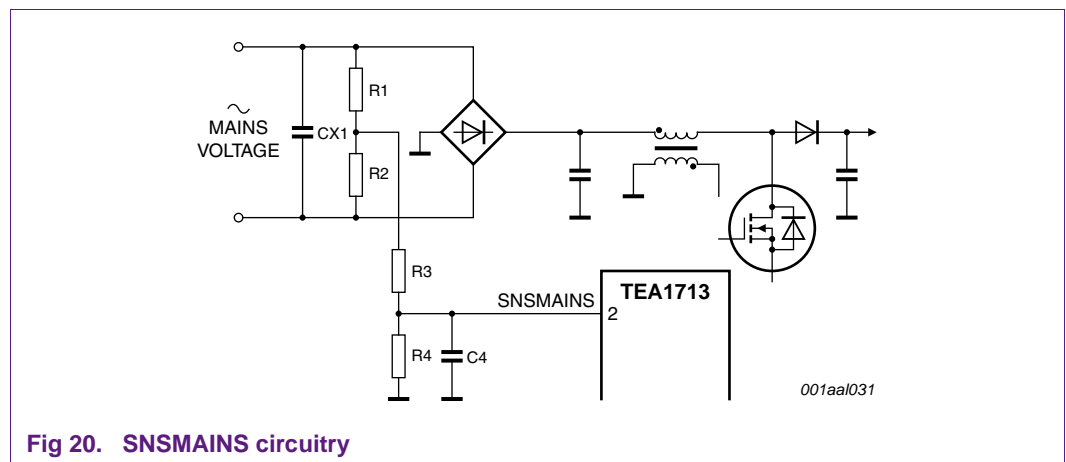 R1
MAINS
VOLTAGE
CX1
R2
R3
SNSMAINS
TEA1713
2
R4
C4
001aal031
Fig 20. SNSMAINS circuitry